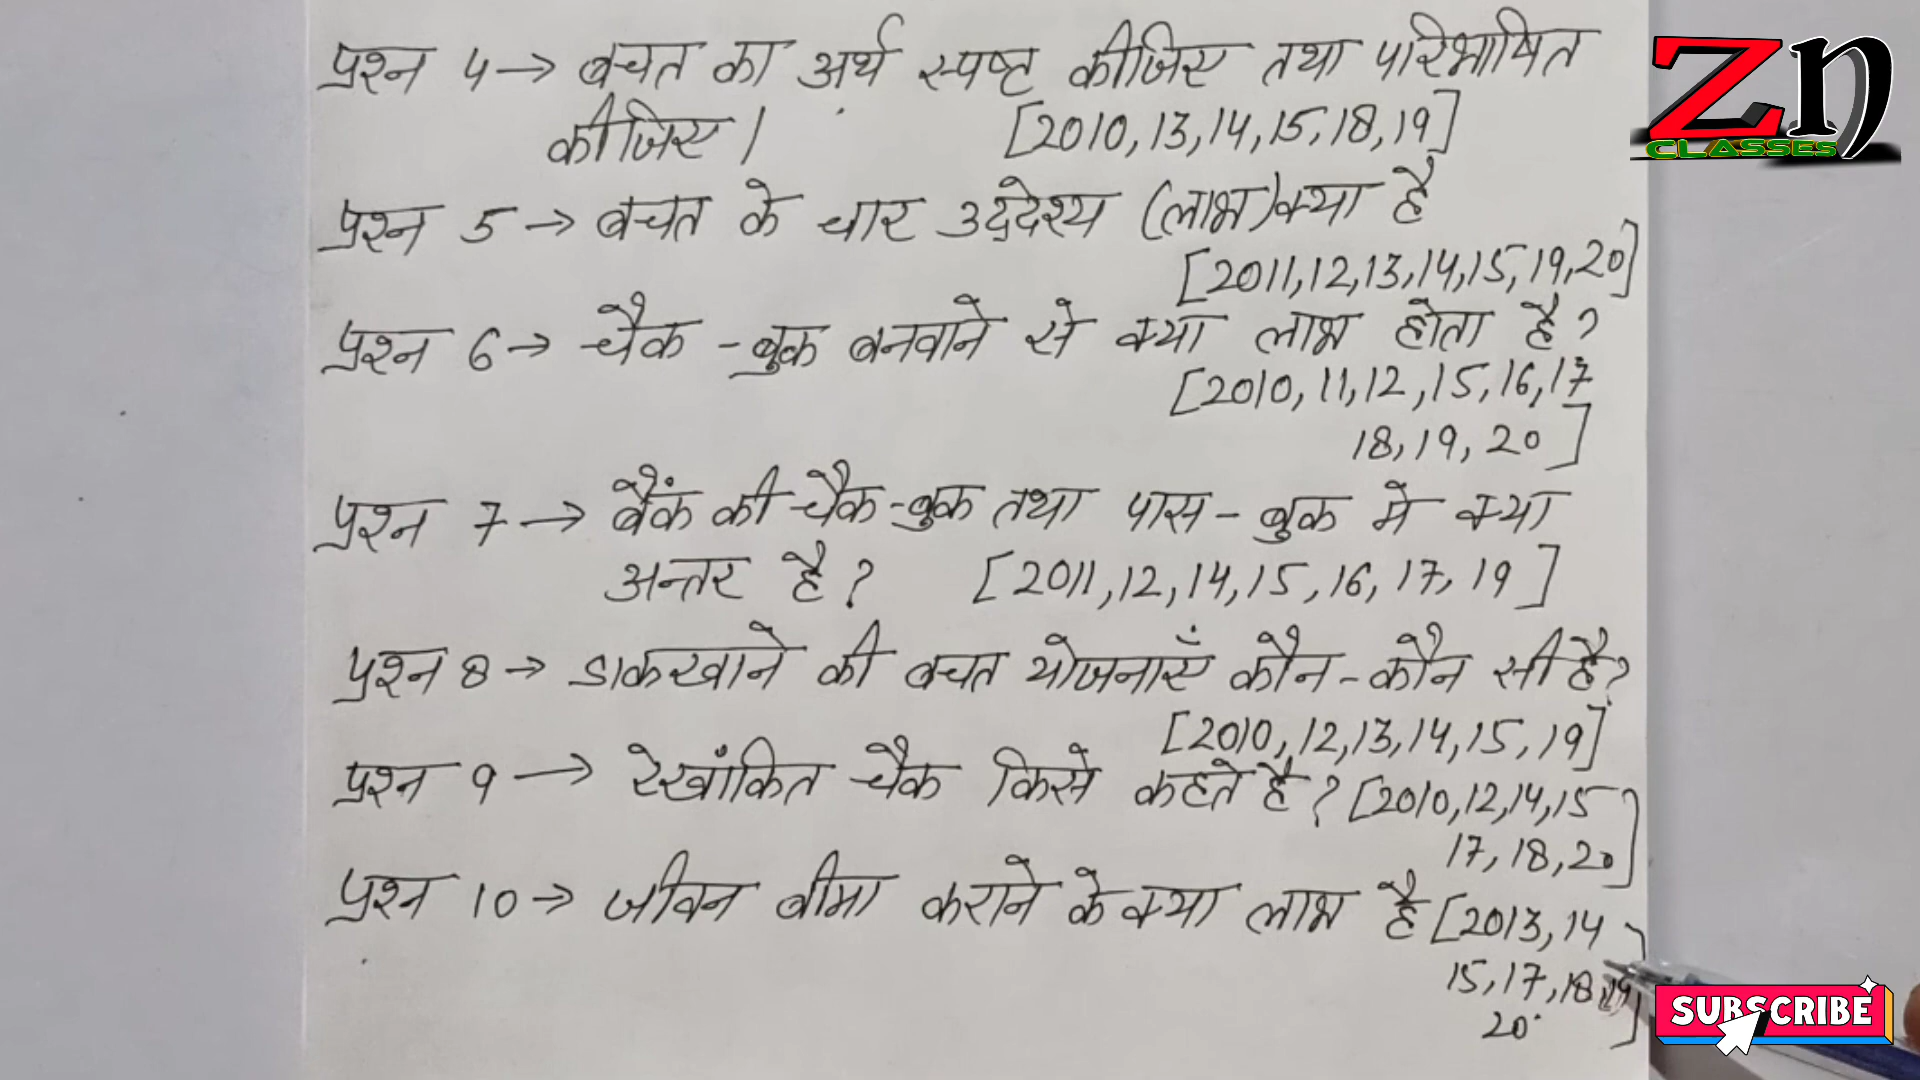 प्रश्न 4→ बचत का अर्थ स्पष्ट कीजिए तथा परिभाषित
कीजिए। [2010,13,14,15,18,19]
प्रश्न 5→ बचत के चार उद्देश्य (लाभ)क्या है
[2011,12,13,14,15,19,20]
प्रश्न 6→ चैक-बुक बनवाने से क्या लाभ होता है?
[2010,11,12,15,16,17
18,19,20]
प्रश्न 7→ बैंक की चैक-बुक तथा पास-बुक मे क्या
अन्तर है? [2011,12,14,15,16,17,19]
प्रश्न 8→ डाकखाने की बचत योजनाएँ कौन-कौन सी है?
[2010,12,13,14,15,19]
प्रश्न 9→ रेखांकित चैक किसे कहते है? [2010,12,14,15
17,18,20]
प्रश्न 10→ जीवन बीमा कराने के क्या लाभ है [2013,14
15,17,18,19
20]
Zn
CLASSES
SUBSCRIBE